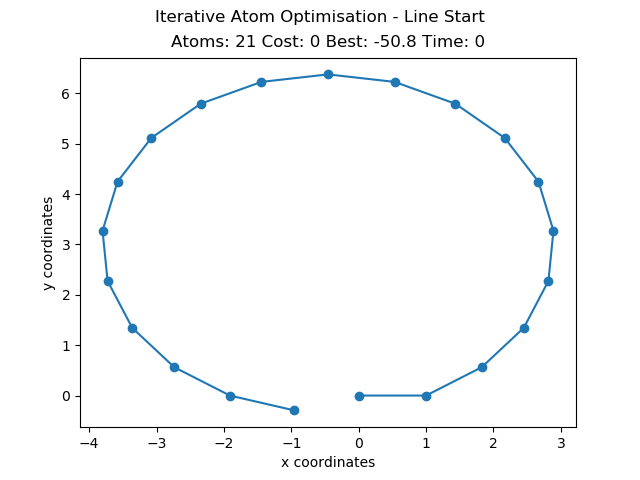 Iterative Atom Optimisation - Line Start
Atoms: 21 Cost: 0 Best: -50.8 Time: 0
6
5
4
3
2
1
0
y coordinates
−4 −3 −2 −1 0 1 2 3
x coordinates